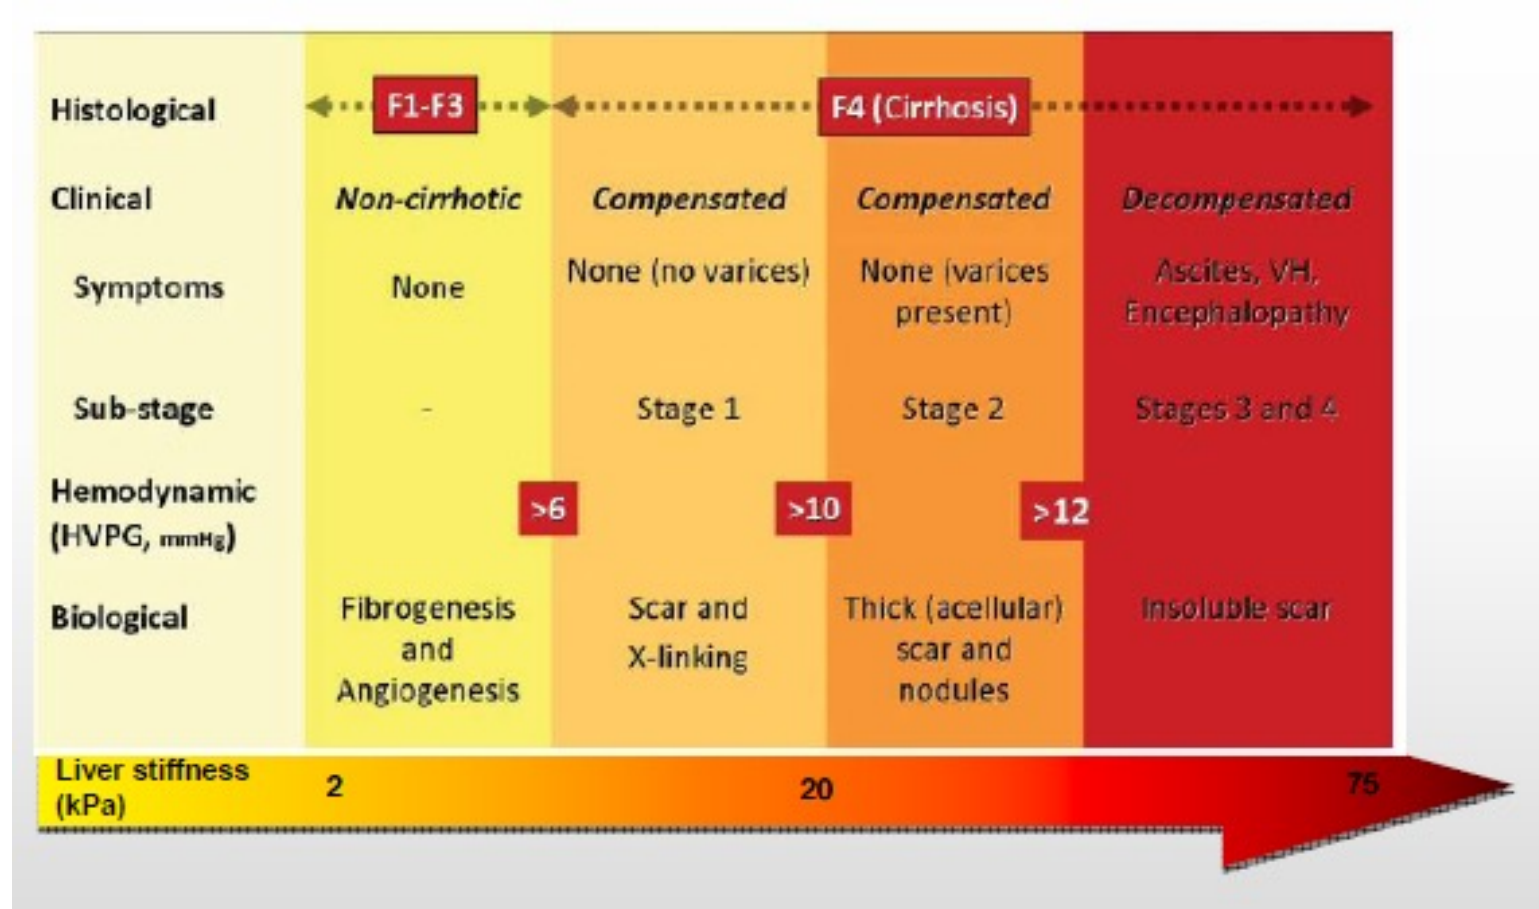 Histological
F1-F3
F4 (Cirrhosis)
Clinical
Non-cirrhotic
Compensated
Compensated
Decompensated
Symptoms
None
None (no varices)
None (varices
present)
Ascites, VH,
Encephalopathy
Sub-stage
-
Stage 1
Stage 2
Stages 3 and 4
Hemodynamic
(HVPG, mmHg)
>6
>10
>12
Biological
Fibrogenesis
and
Angiogenesis
Scar and
X-linking
Thick (acellular)
scar and
nodules
Insoluble scar
Liver stiffness
(kPa)
2
20
75